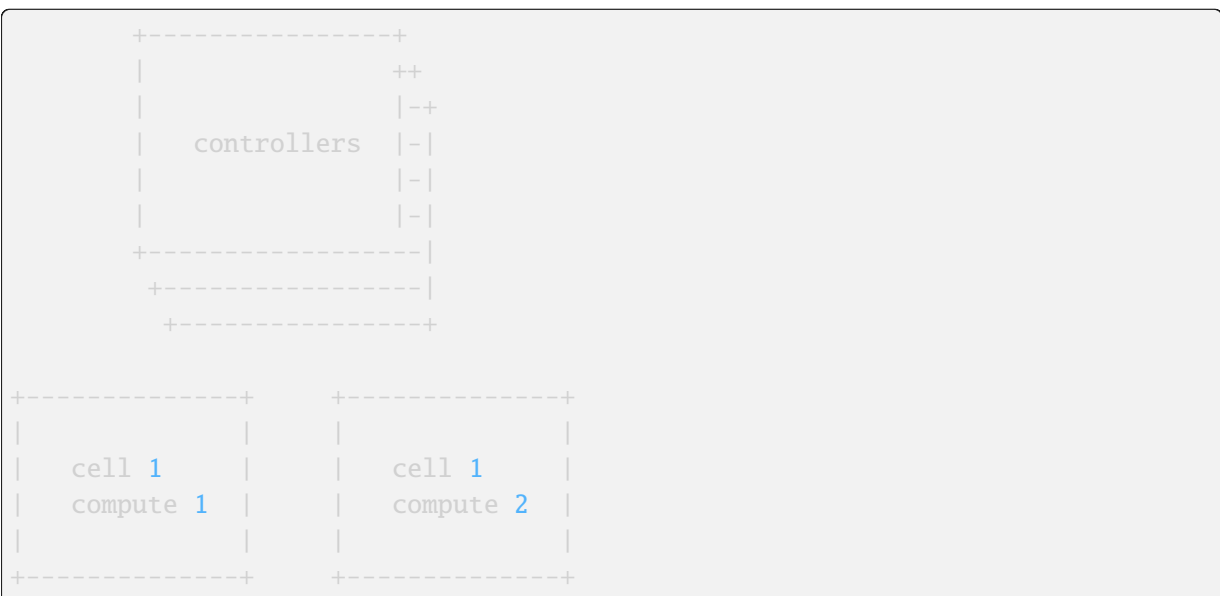 +----------------+
|                ++
|                |-+
|   controllers  |-|
|                |-|
|                |-|
+------------------|
 +-----------------|
  +----------------+
+--------------+     +--------------+
|              |     |              |
|   cell 1     |     |   cell 1     |
|   compute 1  |     |   compute 2  |
|              |     |              |
+--------------+     +--------------+